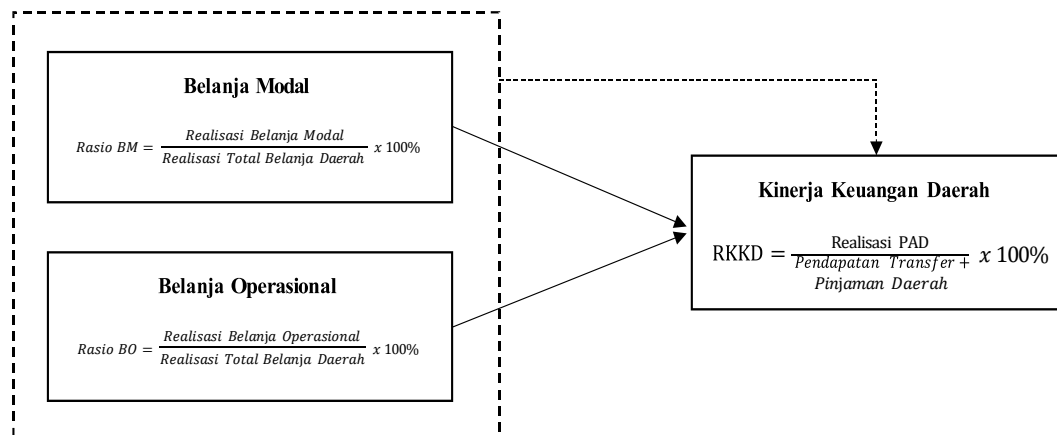 Belanja Modal
Rasio BM = Realisasi Belanja Modal / Realisasi Total Belanja Daerah x 100%
Belanja Operasional
Rasio BO = Realisasi Belanja Operasional / Realisasi Total Belanja Daerah x 100%
Kinerja Keuangan Daerah
RKKD = Realisasi PAD / Pendapatan Transfer + Pinjaman Daerah x 100%